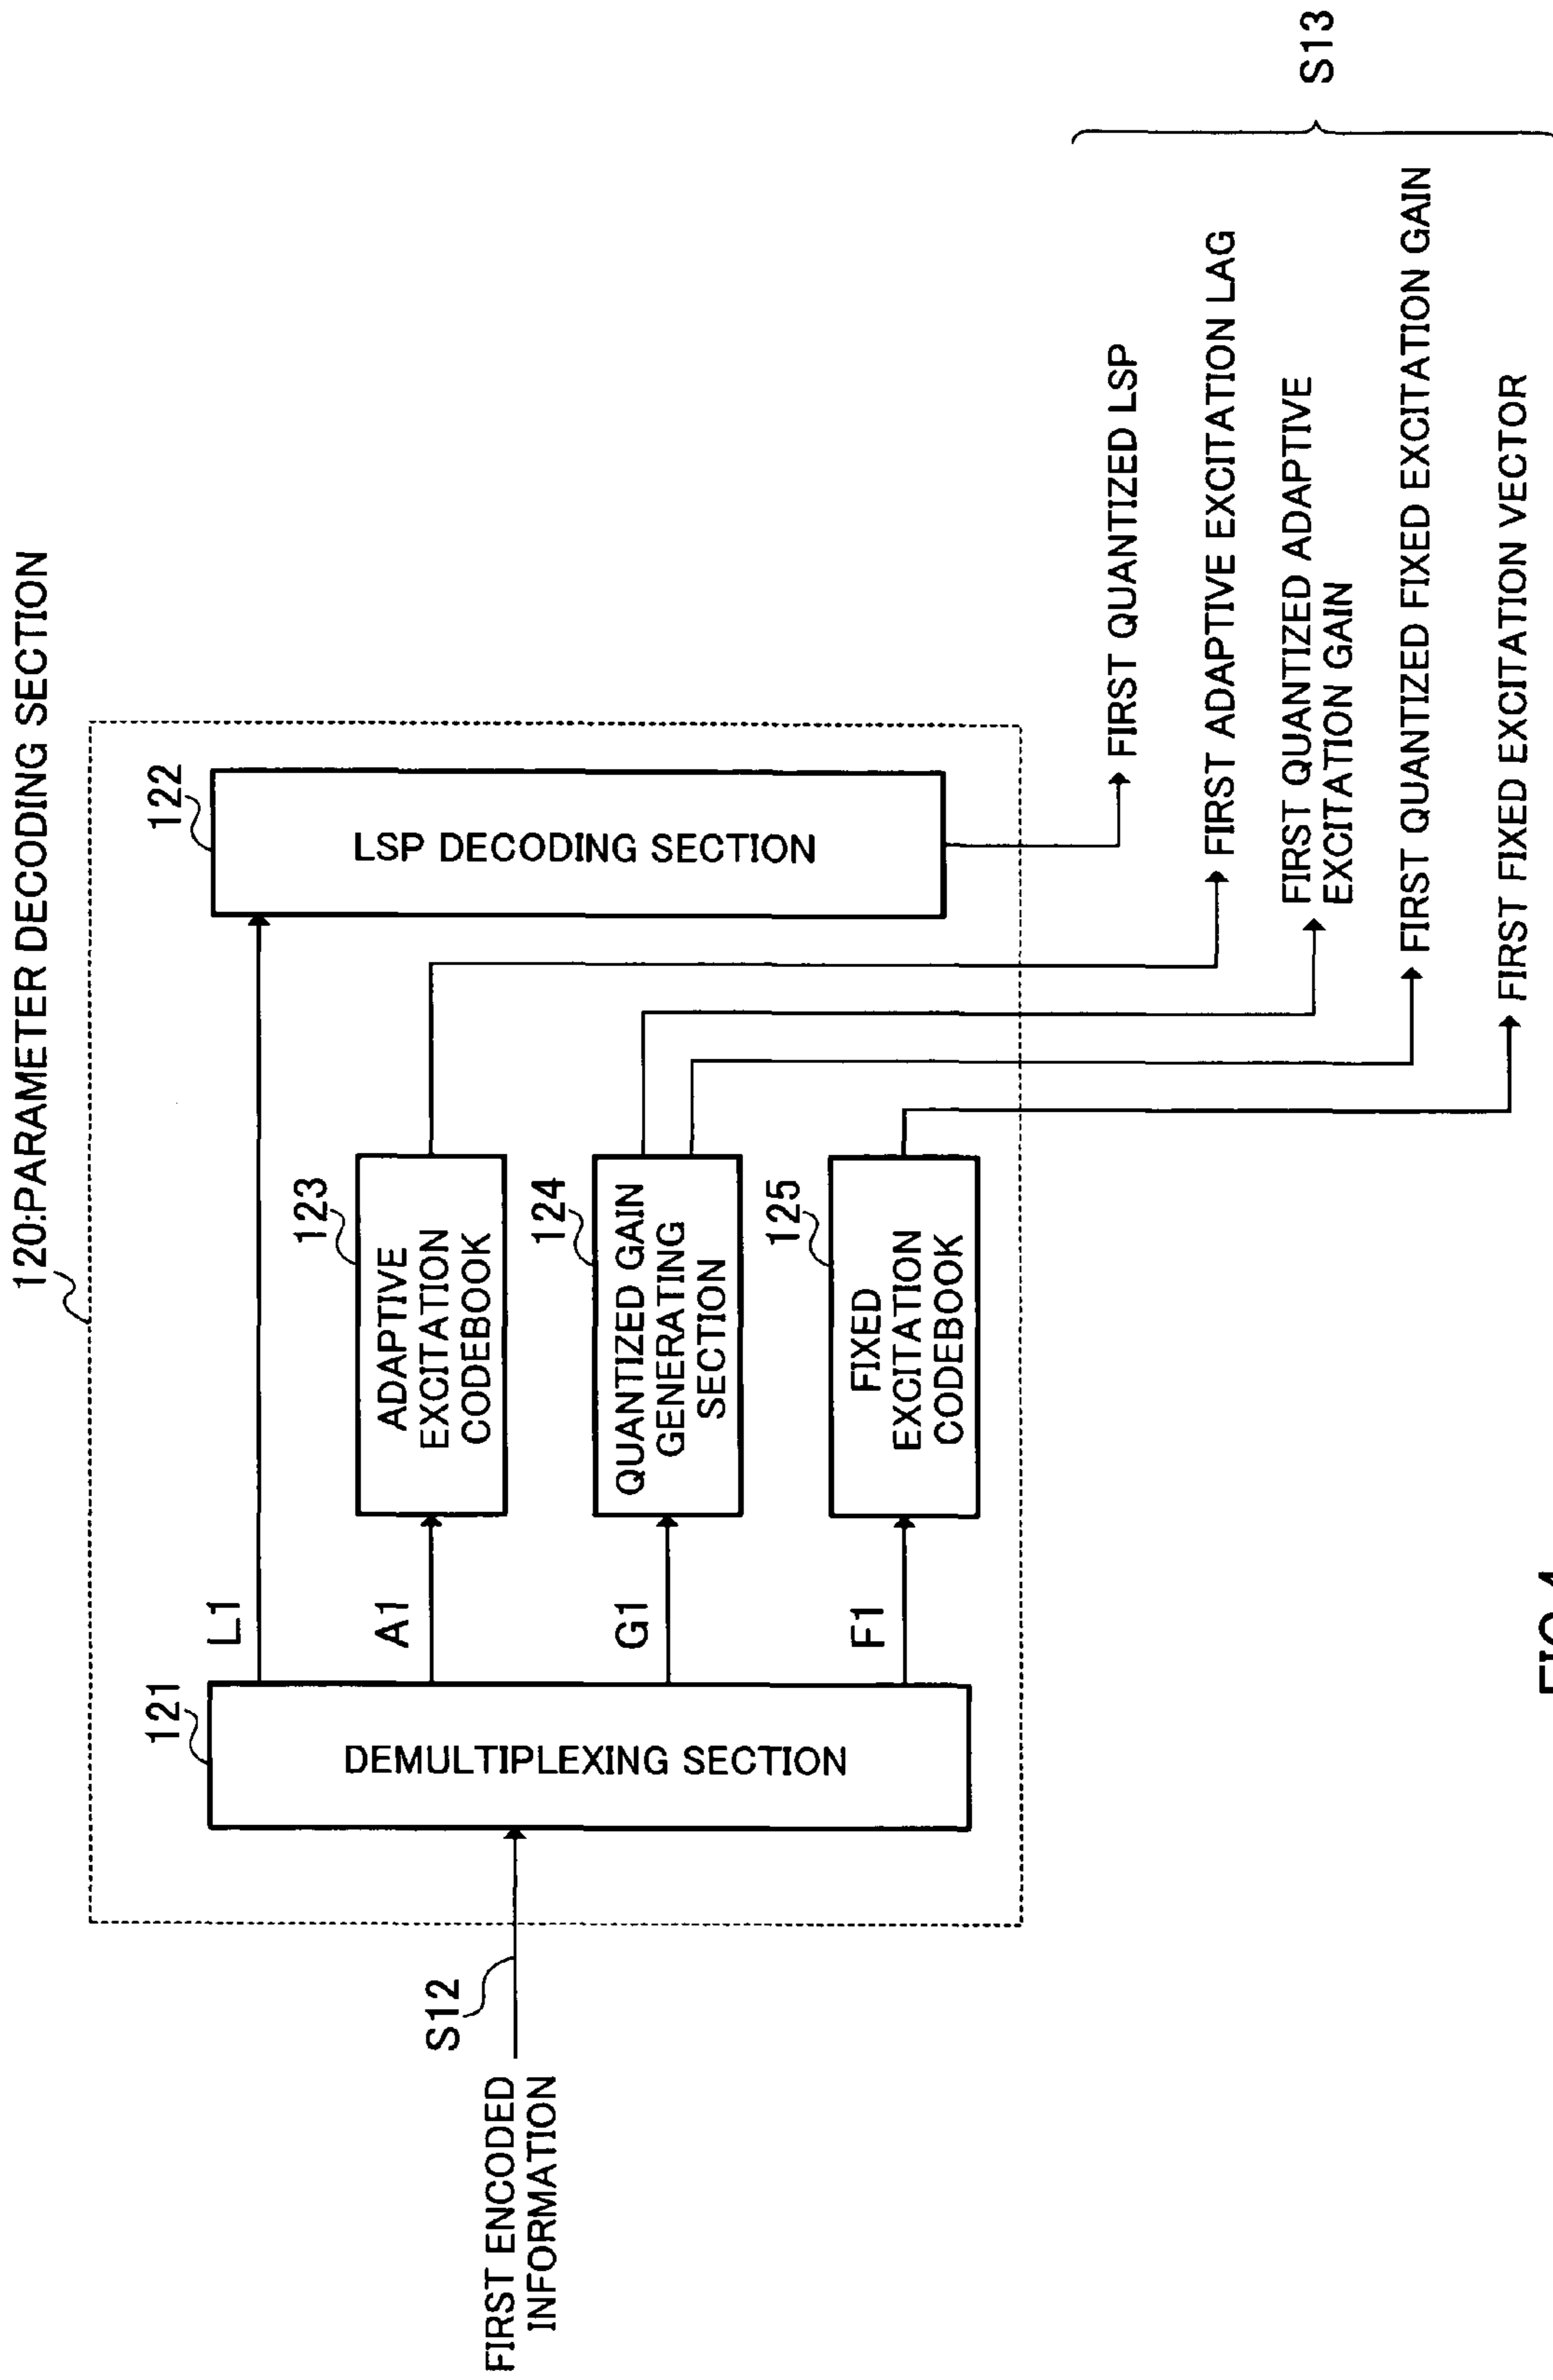 120:PARAMETER DECODING SECTION
FIRST ENCODED
INFORMATION
S12
121
DEMULTIPLEXING SECTION
L1
A1
G1
F1
122
LSP DECODING SECTION
123
ADAPTIVE
EXCITATION
CODEBOOK
124
QUANTIZED GAIN
GENERATING
SECTION
125
FIXED
EXCITATION
CODEBOOK
FIRST QUANTIZED LSP
FIRST ADAPTIVE EXCITATION LAG
FIRST QUANTIZED ADAPTIVE
EXCITATION GAIN
FIRST QUANTIZED FIXED EXCITATION GAIN
FIRST FIXED EXCITATION VECTOR
S13